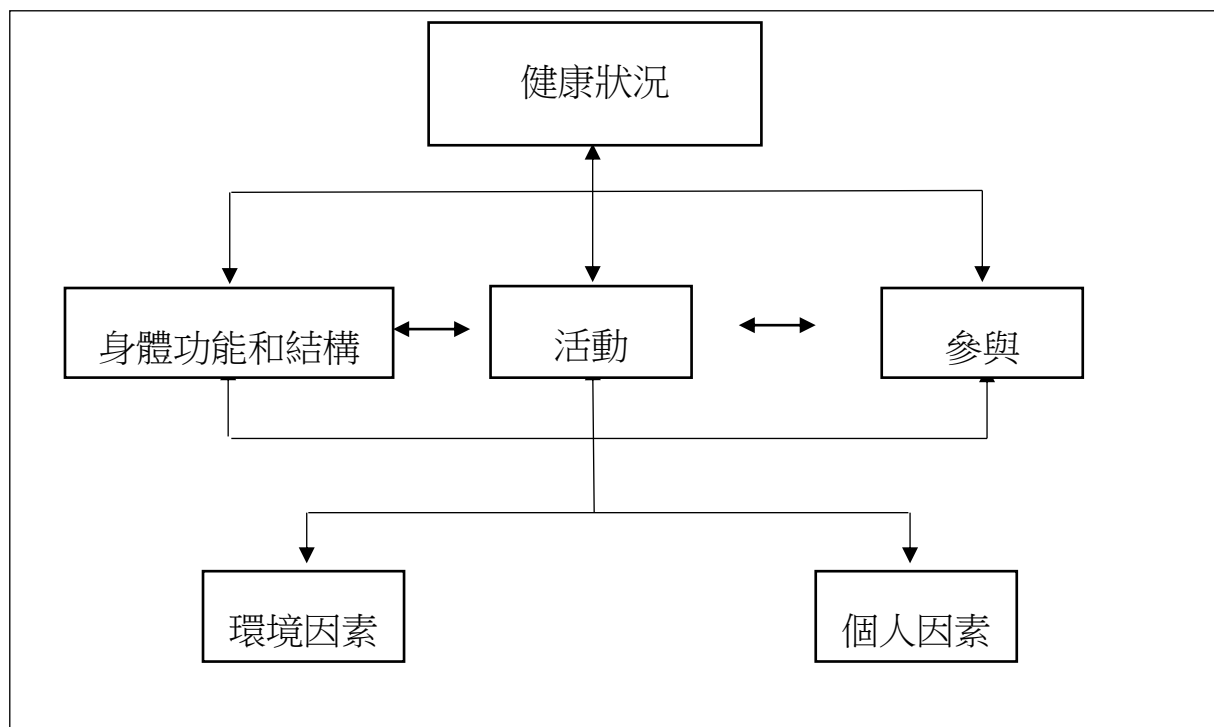 健康狀況
身體功能和結構
活動
參與
環境因素
個人因素